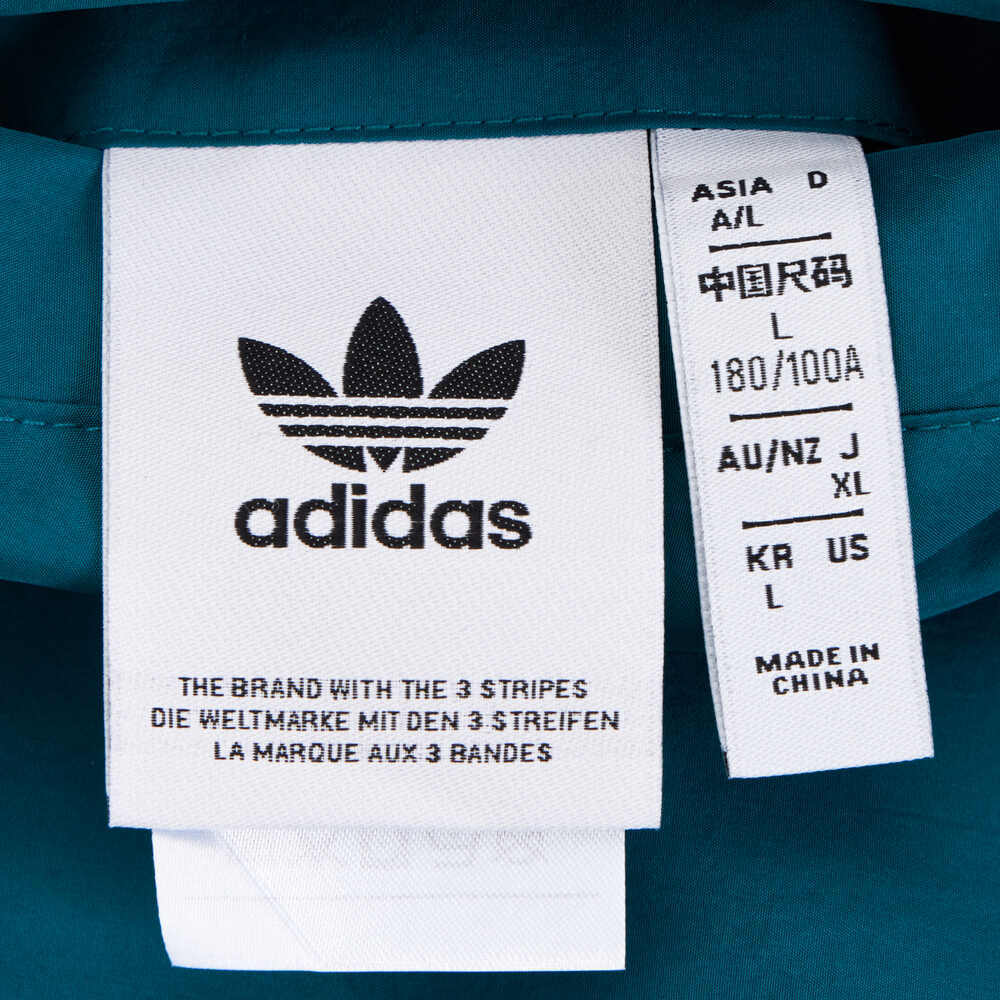 adidas
THE BRAND WITH THE 3 STRIPES
DIE WELTMARKE MIT DEN 3 STREIFEN
LA MARQUE AUX 3 BANDES
ASIA D
A/L
中国尺码
L
180/100A
AU/NZ J
XL
KR US
L
MADE IN
CHINA